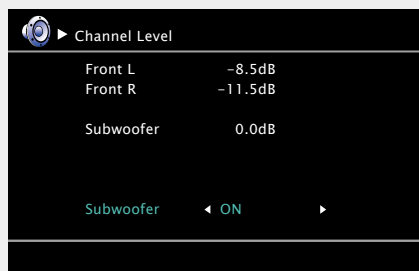 Channel Level
Front L −8.5dB
Front R −11.5dB
Subwoofer 0.0dB
Subwoofer ON